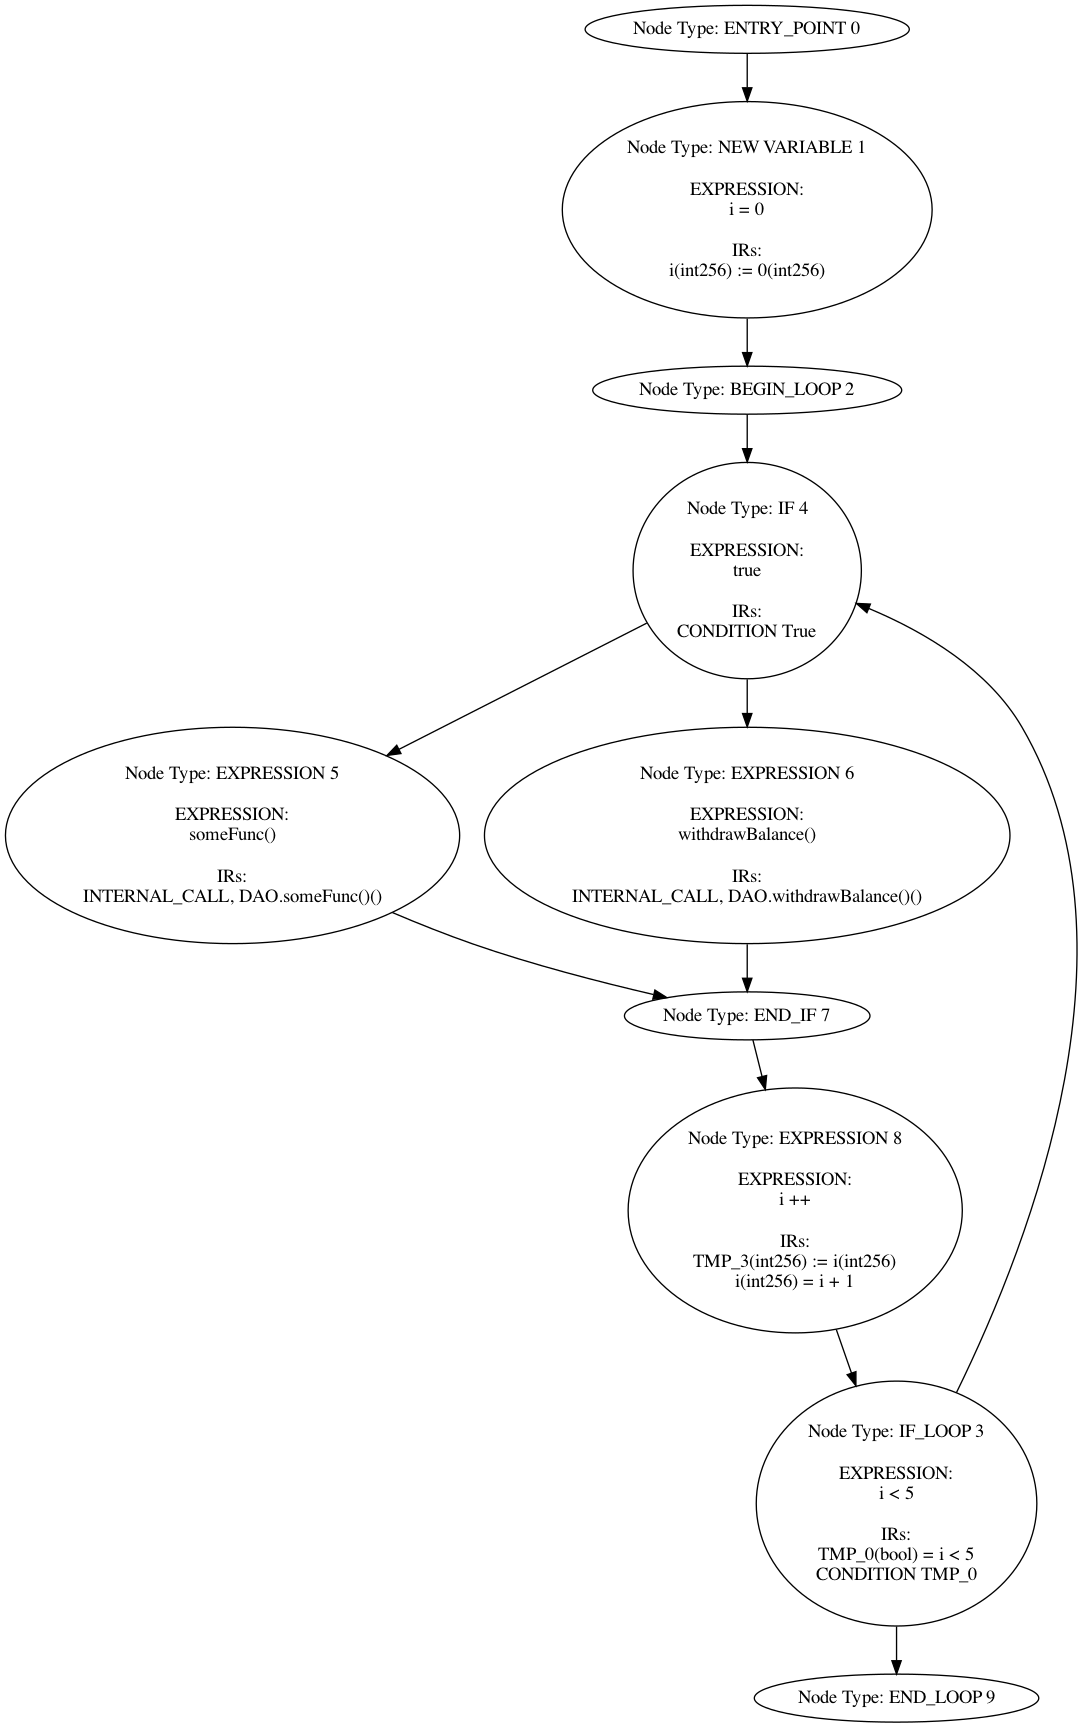 Node Type: ENTRY_POINT 0
Node Type: NEW VARIABLE 1
EXPRESSION:
i = 0
IRs:
i(int256) := 0(int256)
Node Type: BEGIN_LOOP 2
Node Type: IF 4
EXPRESSION:
true
IRs:
CONDITION True
Node Type: EXPRESSION 5
EXPRESSION:
someFunc()
IRs:
INTERNAL_CALL, DAO.someFunc()()
Node Type: EXPRESSION 6
EXPRESSION:
withdrawBalance()
IRs:
INTERNAL_CALL, DAO.withdrawBalance()()
Node Type: END_IF 7
Node Type: EXPRESSION 8
EXPRESSION:
i ++
IRs:
TMP_3(int256) := i(int256)
i(int256) = i + 1
Node Type: IF_LOOP 3
EXPRESSION:
i < 5
IRs:
TMP_0(bool) = i < 5
CONDITION TMP_0
Node Type: END_LOOP 9